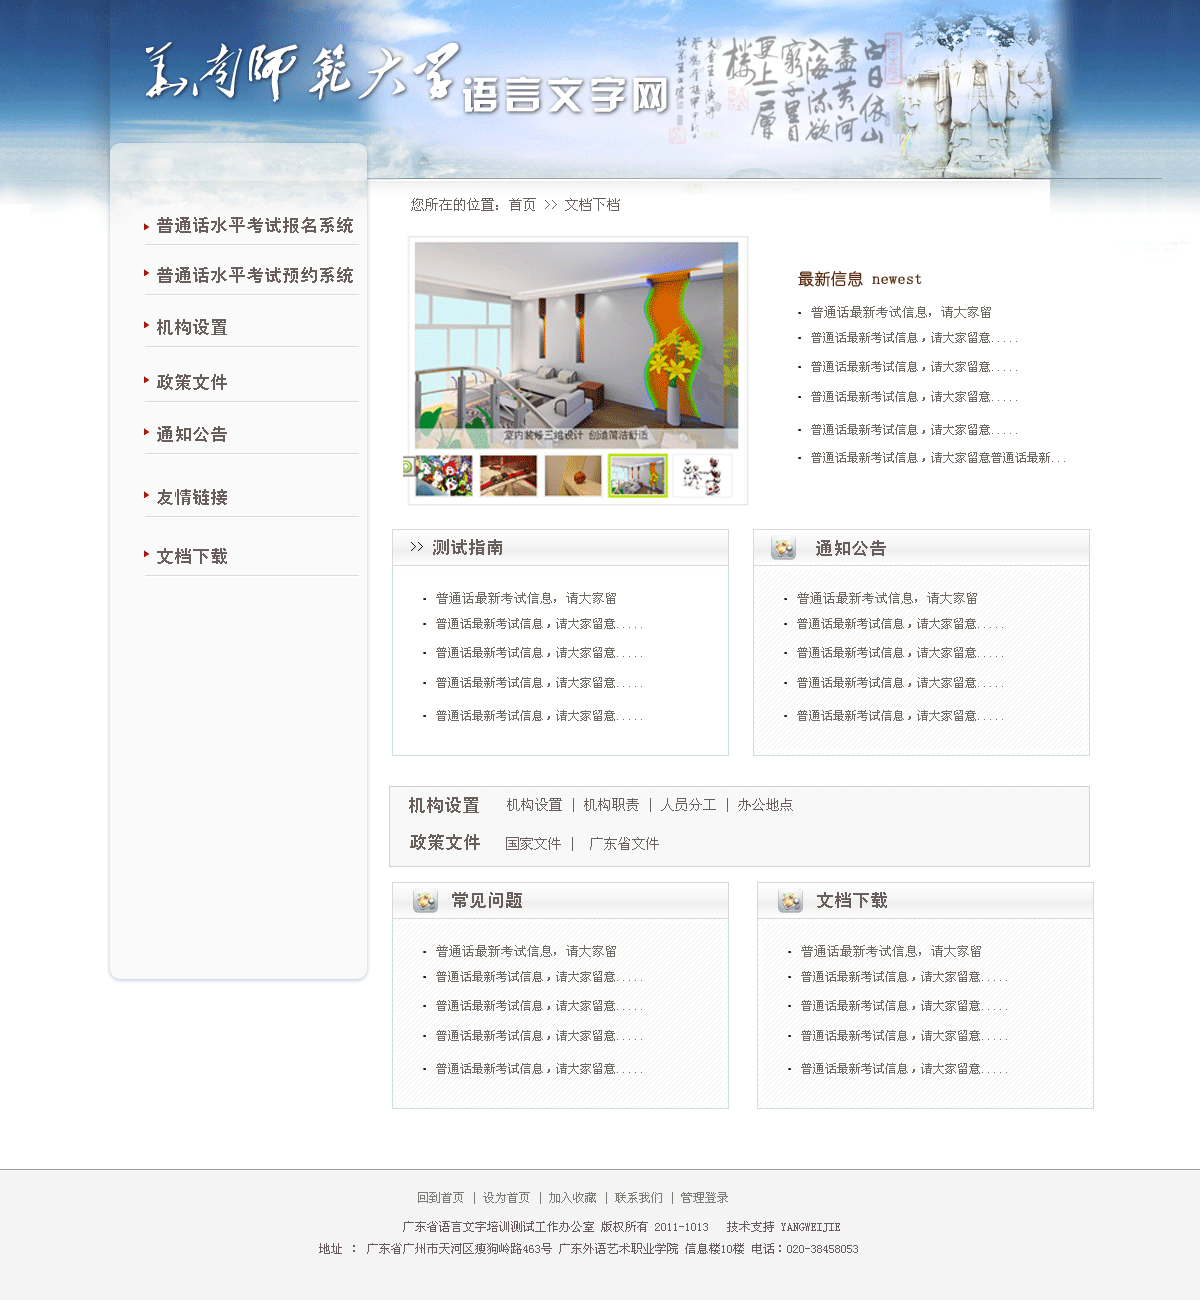 華南师範大学语言文字网
白日依山
盡黄河
入海流欲
窮千里目
更上一層
楼
普通话水平考试报名系统
普通话水平考试预约系统
机构设置
政策文件
通知公告
友情链接
文档下载
您所在的位置：首页 >> 文档下档
室内装修三维设计 创造简洁舒适
最新信息 newest
· 普通话最新考试信息，请大家留
· 普通话最新考试信息，请大家留意.....
· 普通话最新考试信息，请大家留意.....
· 普通话最新考试信息，请大家留意.....
· 普通话最新考试信息，请大家留意.....
· 普通话最新考试信息，请大家留意普通话最新...
>> 测试指南
· 普通话最新考试信息，请大家留
· 普通话最新考试信息，请大家留意.....
· 普通话最新考试信息，请大家留意.....
· 普通话最新考试信息，请大家留意.....
· 普通话最新考试信息，请大家留意.....
通知公告
· 普通话最新考试信息，请大家留
· 普通话最新考试信息，请大家留意.....
· 普通话最新考试信息，请大家留意.....
· 普通话最新考试信息，请大家留意.....
· 普通话最新考试信息，请大家留意.....
机构设置 机构设置 | 机构职责 | 人员分工 | 办公地点
政策文件 国家文件 | 广东省文件
常见问题
· 普通话最新考试信息，请大家留
· 普通话最新考试信息，请大家留意.....
· 普通话最新考试信息，请大家留意.....
· 普通话最新考试信息，请大家留意.....
· 普通话最新考试信息，请大家留意.....
文档下载
· 普通话最新考试信息，请大家留
· 普通话最新考试信息，请大家留意.....
· 普通话最新考试信息，请大家留意.....
· 普通话最新考试信息，请大家留意.....
· 普通话最新考试信息，请大家留意.....
回到首页 | 设为首页 | 加入收藏 | 联系我们 | 管理登录
广东省语言文字培训测试工作办公室 版权所有 2011-1013 技术支持 YANGWEIJIE
地址 ： 广东省广州市天河区瘦狗岭路463号 广东外语艺术职业学院 信息楼10楼 电话：020-38458053